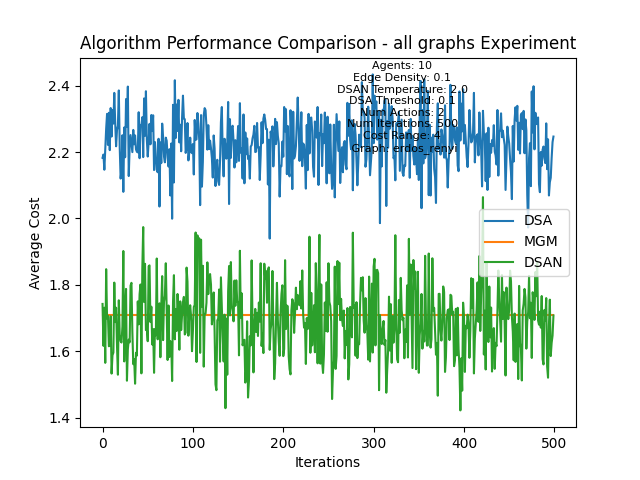 Algorithm Performance Comparison - all graphs Experiment
Agents: 10
Edge Density: 0.1
DSAN Temperature: 2.0
DSA Threshold: 0.1
Num Actions: 2
Num Iterations: 500
Cost Range: 4
Graph: erdos_renyi
2.4
2.2
2.0
1.8
1.6
1.4
Average Cost
DSA
MGM
DSAN
0
100
200
300
400
500
Iterations